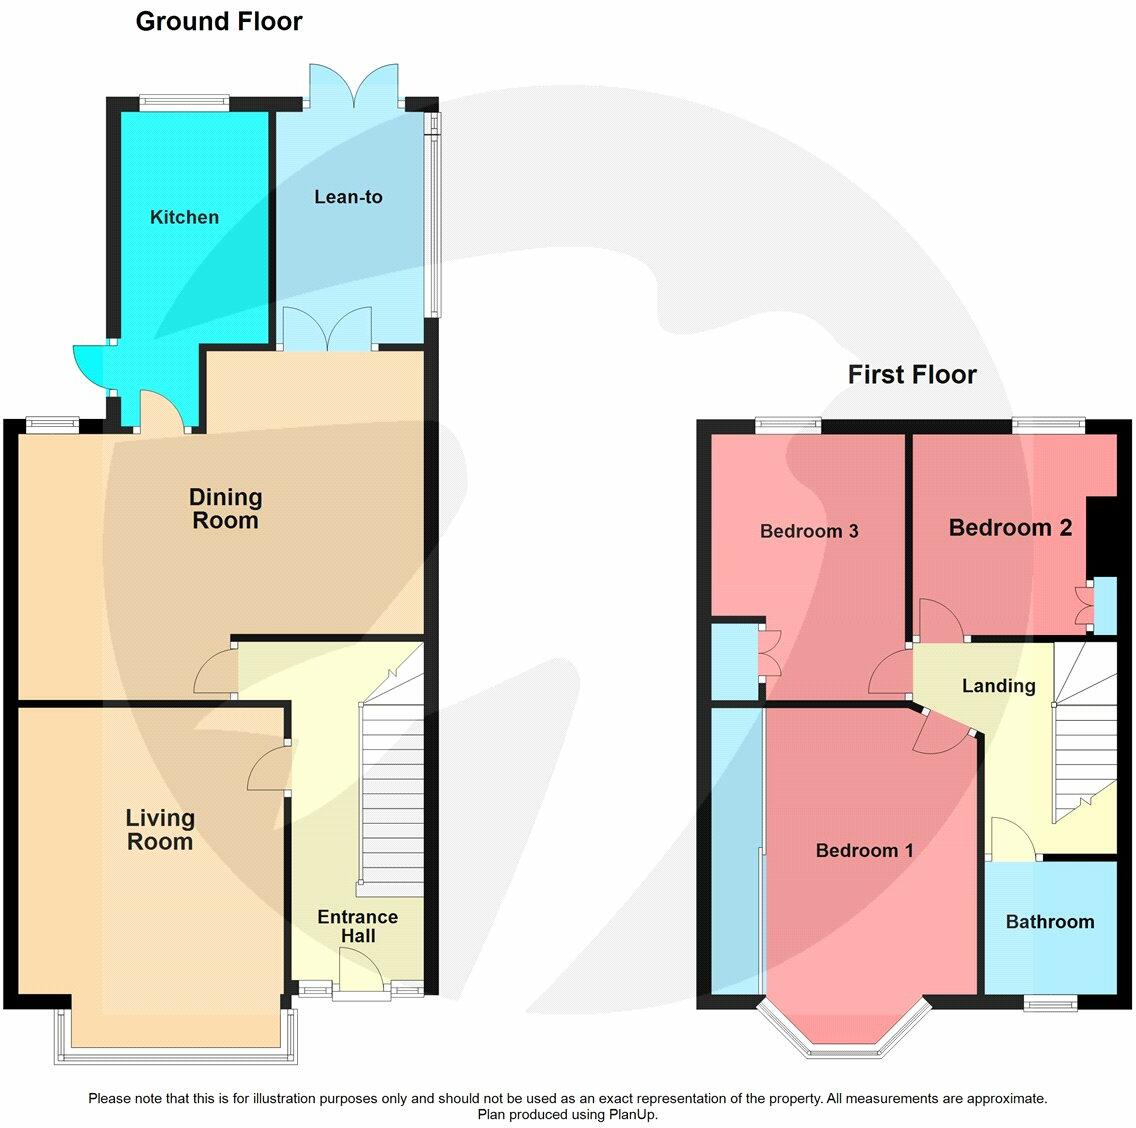 Ground Floor
Kitchen
Lean-to
Dining
Room
Living
Room
Entrance
Hall
First Floor
Bedroom 3
Bedroom 2
Landing
Bedroom 1
Bathroom
Please note that this is for illustration purposes only and should not be used as an exact representation of the property. All measurements are approximate.
Plan produced using PlanUp.